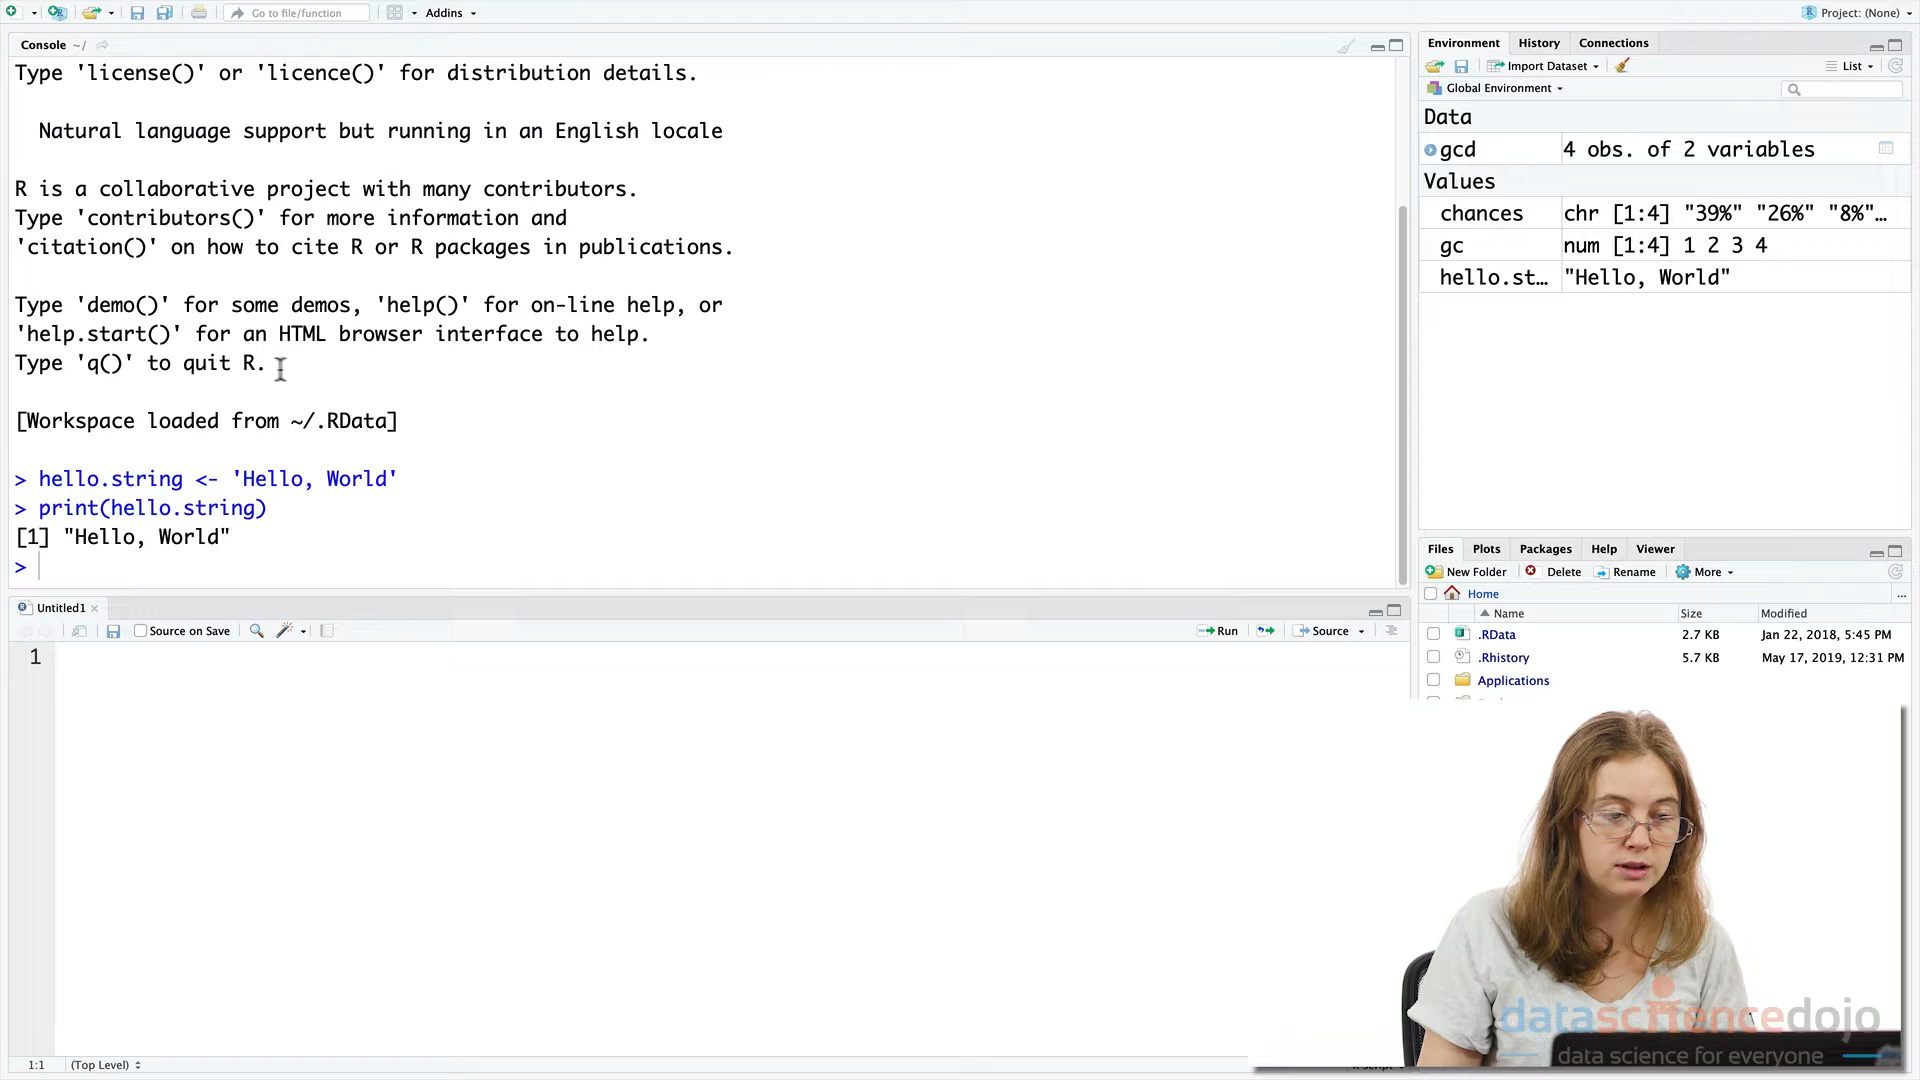 Go to file/function
Addins
Project: (None)
Console ~/
Type 'license()' or 'licence()' for distribution details.
Natural language support but running in an English locale
R is a collaborative project with many contributors.
Type 'contributors()' for more information and
'citation()' on how to cite R or R packages in publications.
Type 'demo()' for some demos, 'help()' for on-line help, or
'help.start()' for an HTML browser interface to help.
Type 'q()' to quit R.
[Workspace loaded from ~/.RData]
> hello.string <- 'Hello, World'
> print(hello.string)
[1] "Hello, World"
>
Environment History Connections
Import Dataset List
Global Environment
Data
gcd 4 obs. of 2 variables
Values
chances chr [1:4] "39%" "26%" "8%"…
gc num [1:4] 1 2 3 4
hello.st… "Hello, World"
Untitled1
Source on Save Run Source
1
1:1 (Top Level)
Files Plots Packages Help Viewer
New Folder Delete Rename More
Home ...
Name Size Modified
.RData 2.7 KB Jan 22, 2018, 5:45 PM
.Rhistory 5.7 KB May 17, 2019, 12:31 PM
Applications
datasciencedojo
data science for everyone